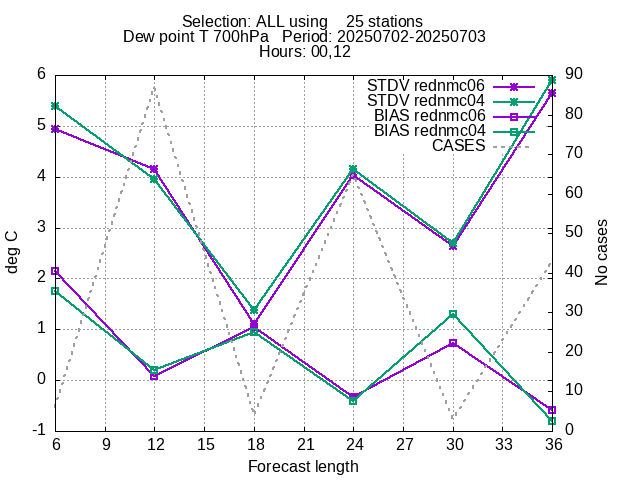 Selection: ALL using    25 stations
Dew point T 700hPa   Period: 20250702-20250703
Hours: 00,12
STDV rednmc06
STDV rednmc04
BIAS rednmc06
BIAS rednmc04
CASES
deg C
6
5
4
3
2
1
0
-1
No cases
90
80
70
60
50
40
30
20
10
0
6 9 12 15 18 21 24 27 30 33 36
Forecast length